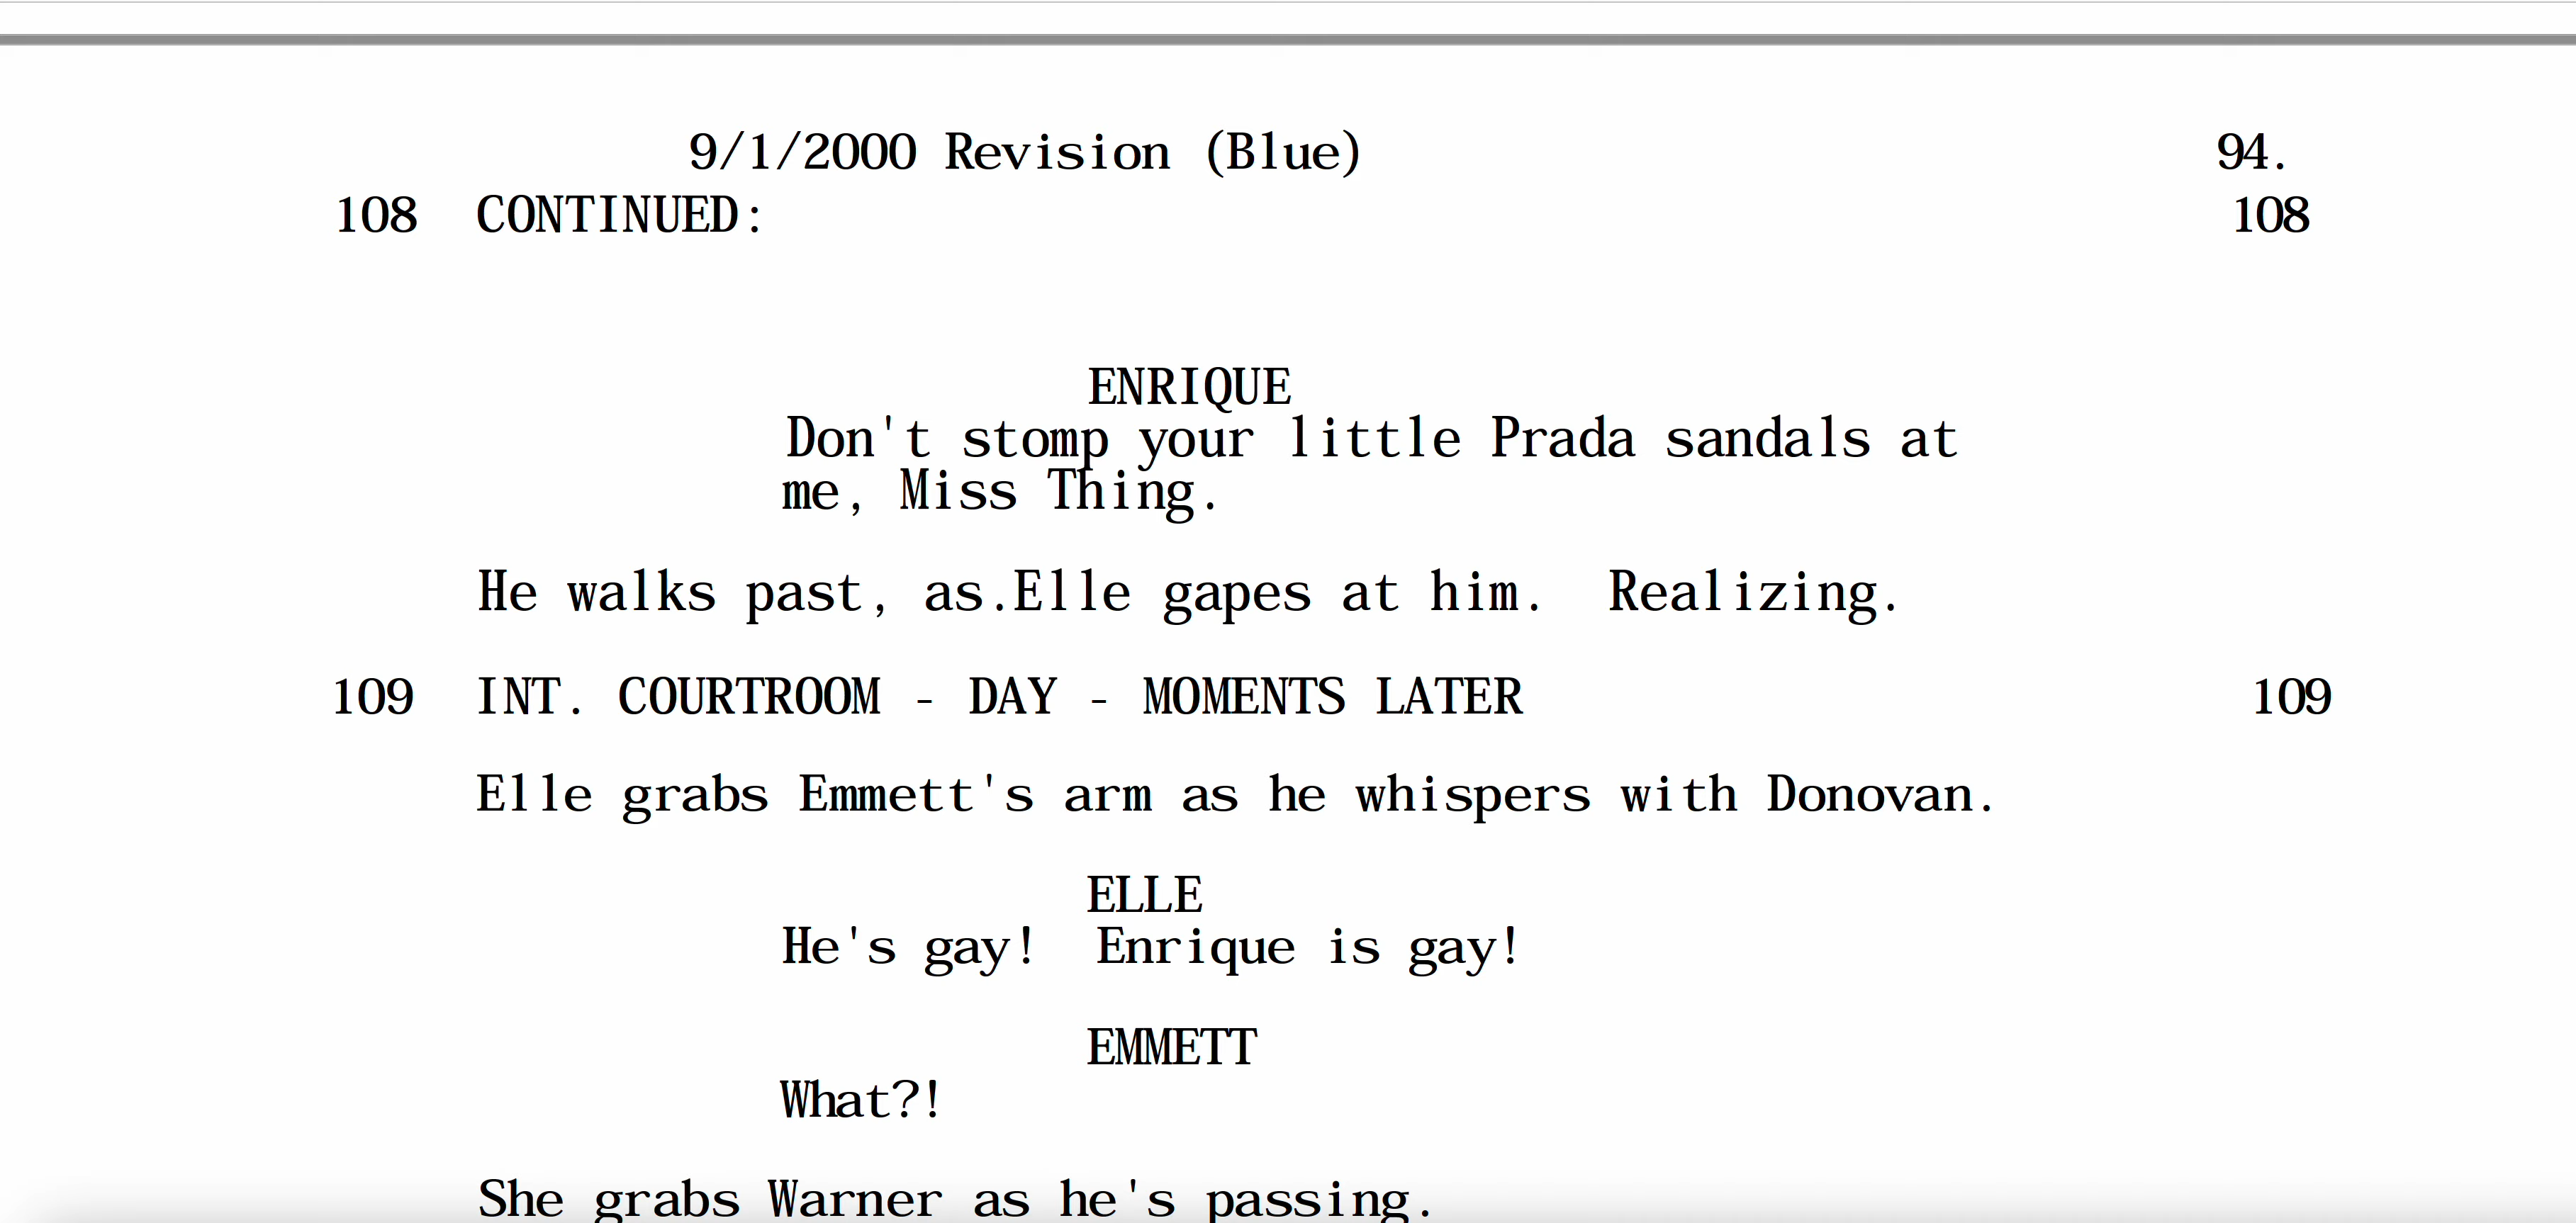 9/1/2000 Revision (Blue) 94.
108 CONTINUED: 108
ENRIQUE
Don't stomp your little Prada sandals at
me, Miss Thing.
He walks past, as.Elle gapes at him.  Realizing.
109 INT. COURTROOM - DAY - MOMENTS LATER 109
Elle grabs Emmett's arm as he whispers with Donovan.
ELLE
He's gay!  Enrique is gay!
EMMETT
What?!
She grabs Warner as he's passing.